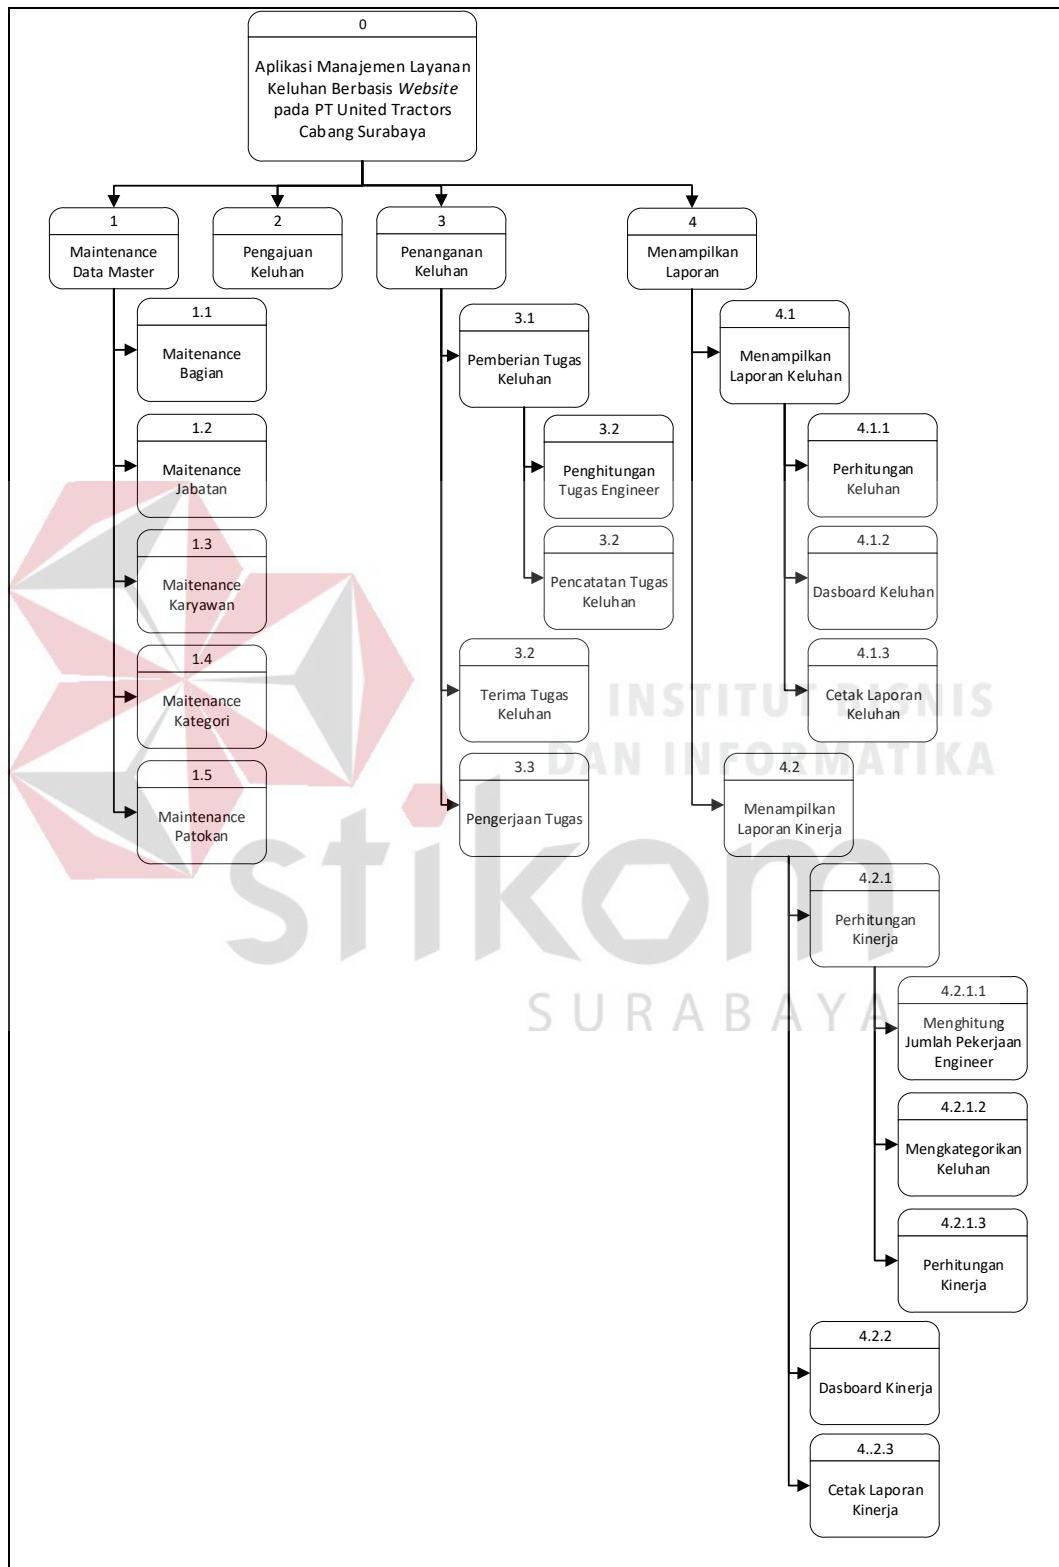 0
Aplikasi Manajemen Layanan
Keluhan Berbasis Website
pada PT United Tractors
Cabang Surabaya
1
Maintenance
Data Master
2
Pengajuan
Keluhan
3
Penanganan
Keluhan
4
Menampilkan
Laporan
1.1
Maitenance
Bagian
1.2
Maitenance
Jabatan
1.3
Maitenance
Karyawan
1.4
Maitenance
Kategori
1.5
Maintenance
Patokan
3.1
Pemberian Tugas
Keluhan
3.2
Penghitungan
Tugas Engineer
3.2
Pencatatan Tugas
Keluhan
3.2
Terima Tugas
Keluhan
3.3
Pengerjaan Tugas
4.1
Menampilkan
Laporan Keluhan
4.1.1
Perhitungan
Keluhan
4.1.2
Dasboard Keluhan
4.1.3
Cetak Laporan
Keluhan
4.2
Menampilkan
Laporan Kinerja
4.2.1
Perhitungan
Kinerja
4.2.1.1
Menghitung
Jumlah Pekerjaan
Engineer
4.2.1.2
Mengkategorikan
Keluhan
4.2.1.3
Perhitungan
Kinerja
4.2.2
Dasboard Kinerja
4..2.3
Cetak Laporan
Kinerja
INSTITUT BISNIS
DAN INFORMATIKA
stikom
SURABAYA